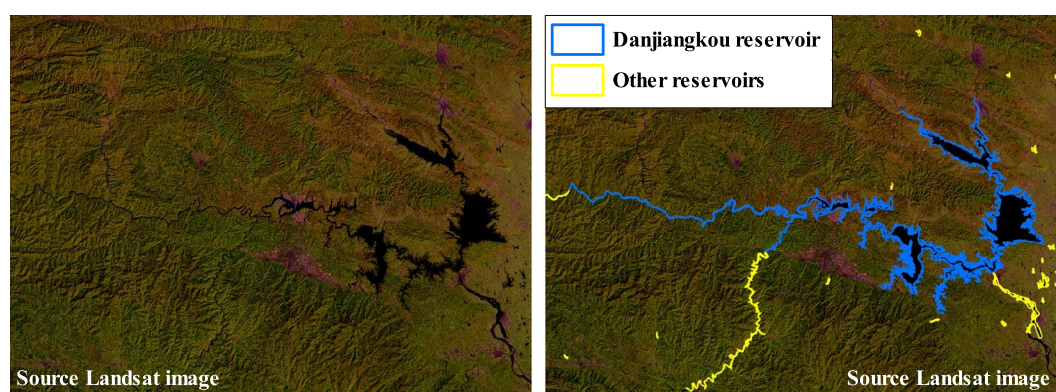 Danjiangkou reservoir
Other reservoirs
Source Landsat image
Source Landsat image